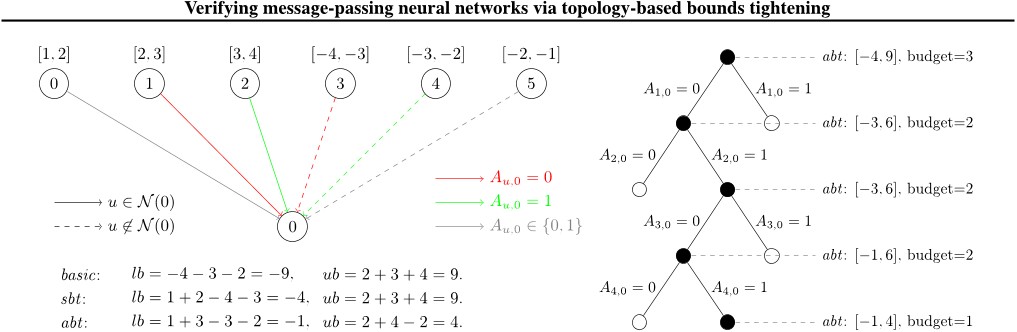 Verifying message-passing neural networks via topology-based bounds tightening
[1, 2] [2, 3] [3, 4] [−4, −3] [−3, −2] [−2, −1]
0 1 2 3 4 5
0
u ∈ N(0)
u ∉ N(0)
A_{u,0} = 0
A_{u,0} = 1
A_{u,0} ∈ {0, 1}
basic: lb = −4 − 3 − 2 = −9, ub = 2 + 3 + 4 = 9.
sbt: lb = 1 + 2 − 4 − 3 = −4, ub = 2 + 3 + 4 = 9.
abt: lb = 1 + 3 − 3 − 2 = −1, ub = 2 + 4 − 2 = 4.
abt: [−4, 9], budget=3
A_{1,0} = 0 A_{1,0} = 1
abt: [−3, 6], budget=2
A_{2,0} = 0 A_{2,0} = 1
abt: [−3, 6], budget=2
A_{3,0} = 0 A_{3,0} = 1
abt: [−1, 6], budget=2
A_{4,0} = 0 A_{4,0} = 1
abt: [−1, 4], budget=1